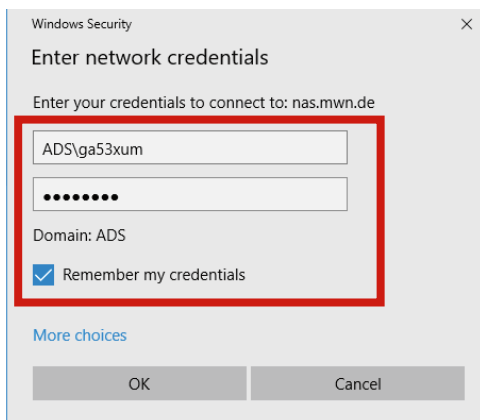 Windows Security
Enter network credentials
Enter your credentials to connect to: nas.mwn.de
ADS\ga53xum
●●●●●●●●
Domain: ADS
Remember my credentials
More choices
OK
Cancel